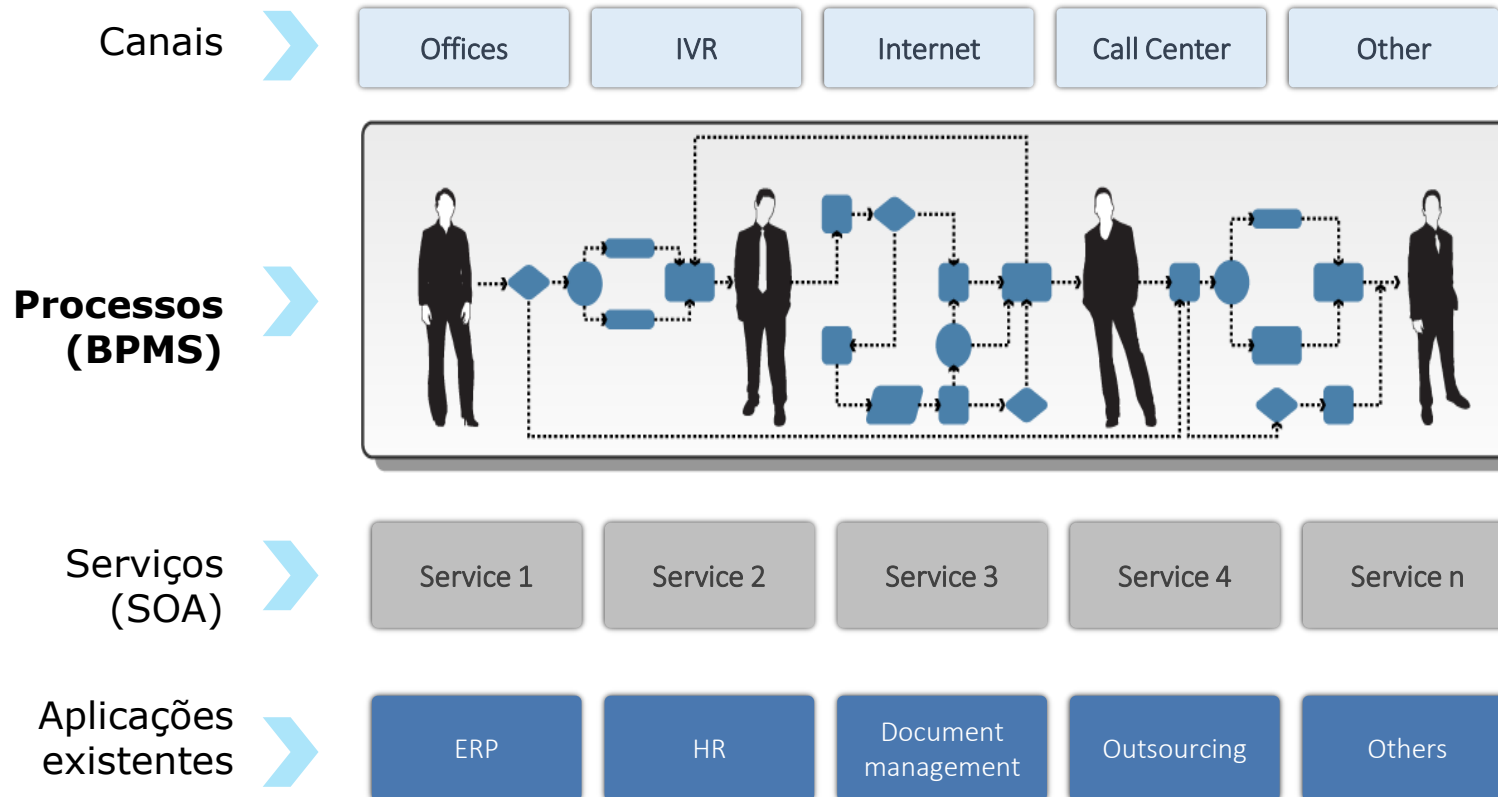 Canais
Offices
IVR
Internet
Call Center
Other
Processos
(BPMS)
Serviços
(SOA)
Service 1
Service 2
Service 3
Service 4
Service n
Aplicações
existentes
ERP
HR
Document
management
Outsourcing
Others